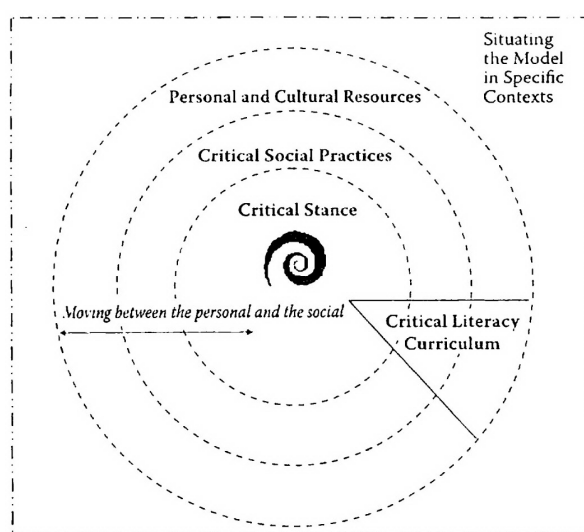 Situating
the Model
in Specific
Contexts
Personal and Cultural Resources
Critical Social Practices
Critical Stance
Moving between the personal and the social
Critical Literacy
Curriculum